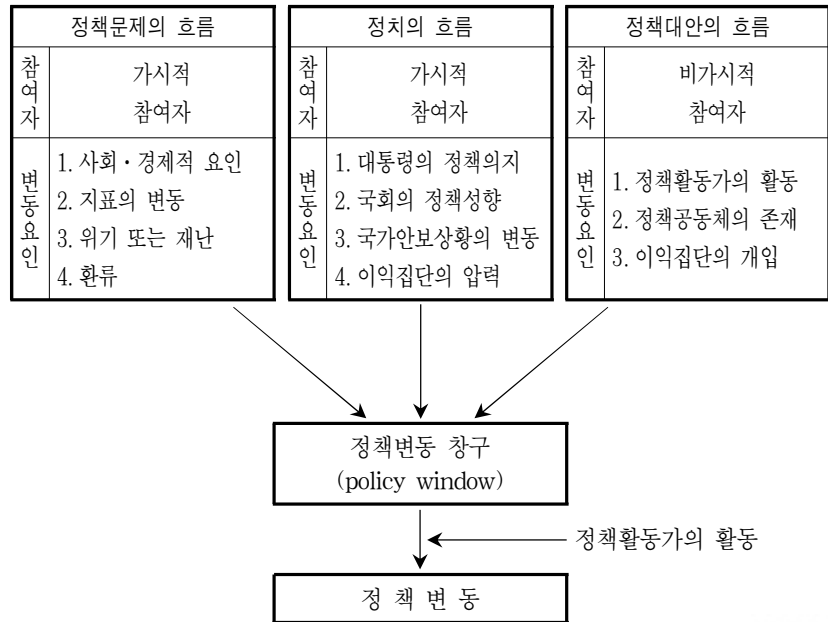 정책문제의 흐름
참여자
가시적
참여자
변동요인
1. 사회·경제적 요인
2. 지표의 변동
3. 위기 또는 재난
4. 환류
정치의 흐름
가시적
참여자
1. 대통령의 정책의지
2. 국회의 정책성향
3. 국가안보상황의 변동
4. 이익집단의 압력
정책대안의 흐름
참여자
비가시적
참여자
변동요인
1. 정책활동가의 활동
2. 정책공동체의 존재
3. 이익집단의 개입
정책변동 창구
(policy window)
정책활동가의 활동
정 책 변 동